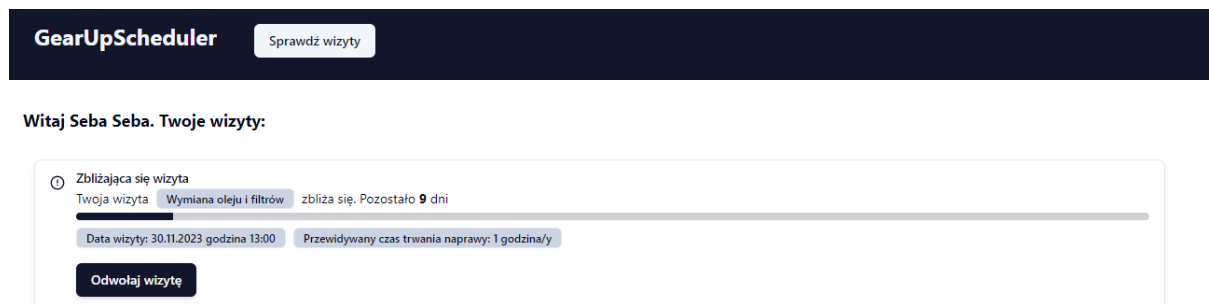 GearUpScheduler Sprawdź wizyty
Witaj Seba Seba. Twoje wizyty:
Zbliżająca się wizyta
Twoja wizyta Wymiana oleju i filtrów zbliża się. Pozostało 9 dni
Data wizyty: 30.11.2023 godzina 13:00 Przewidywany czas trwania naprawy: 1 godzina/y
Odwołaj wizytę